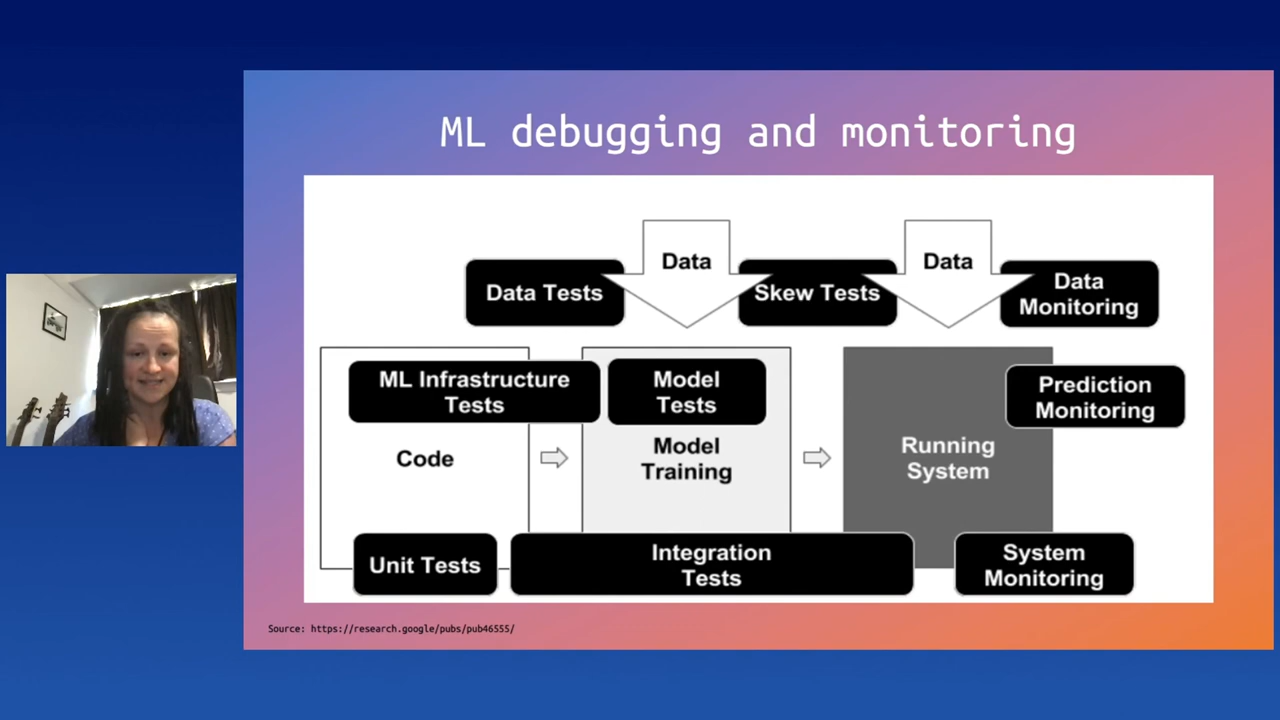 ML debugging and monitoring
Data
Data
Data Tests
Skew Tests
Data
Monitoring
ML Infrastructure
Tests
Model
Tests
Prediction
Monitoring
Code
Model
Training
Running
System
Unit Tests
Integration
Tests
System
Monitoring
Source: https://research.google/pubs/pub46555/